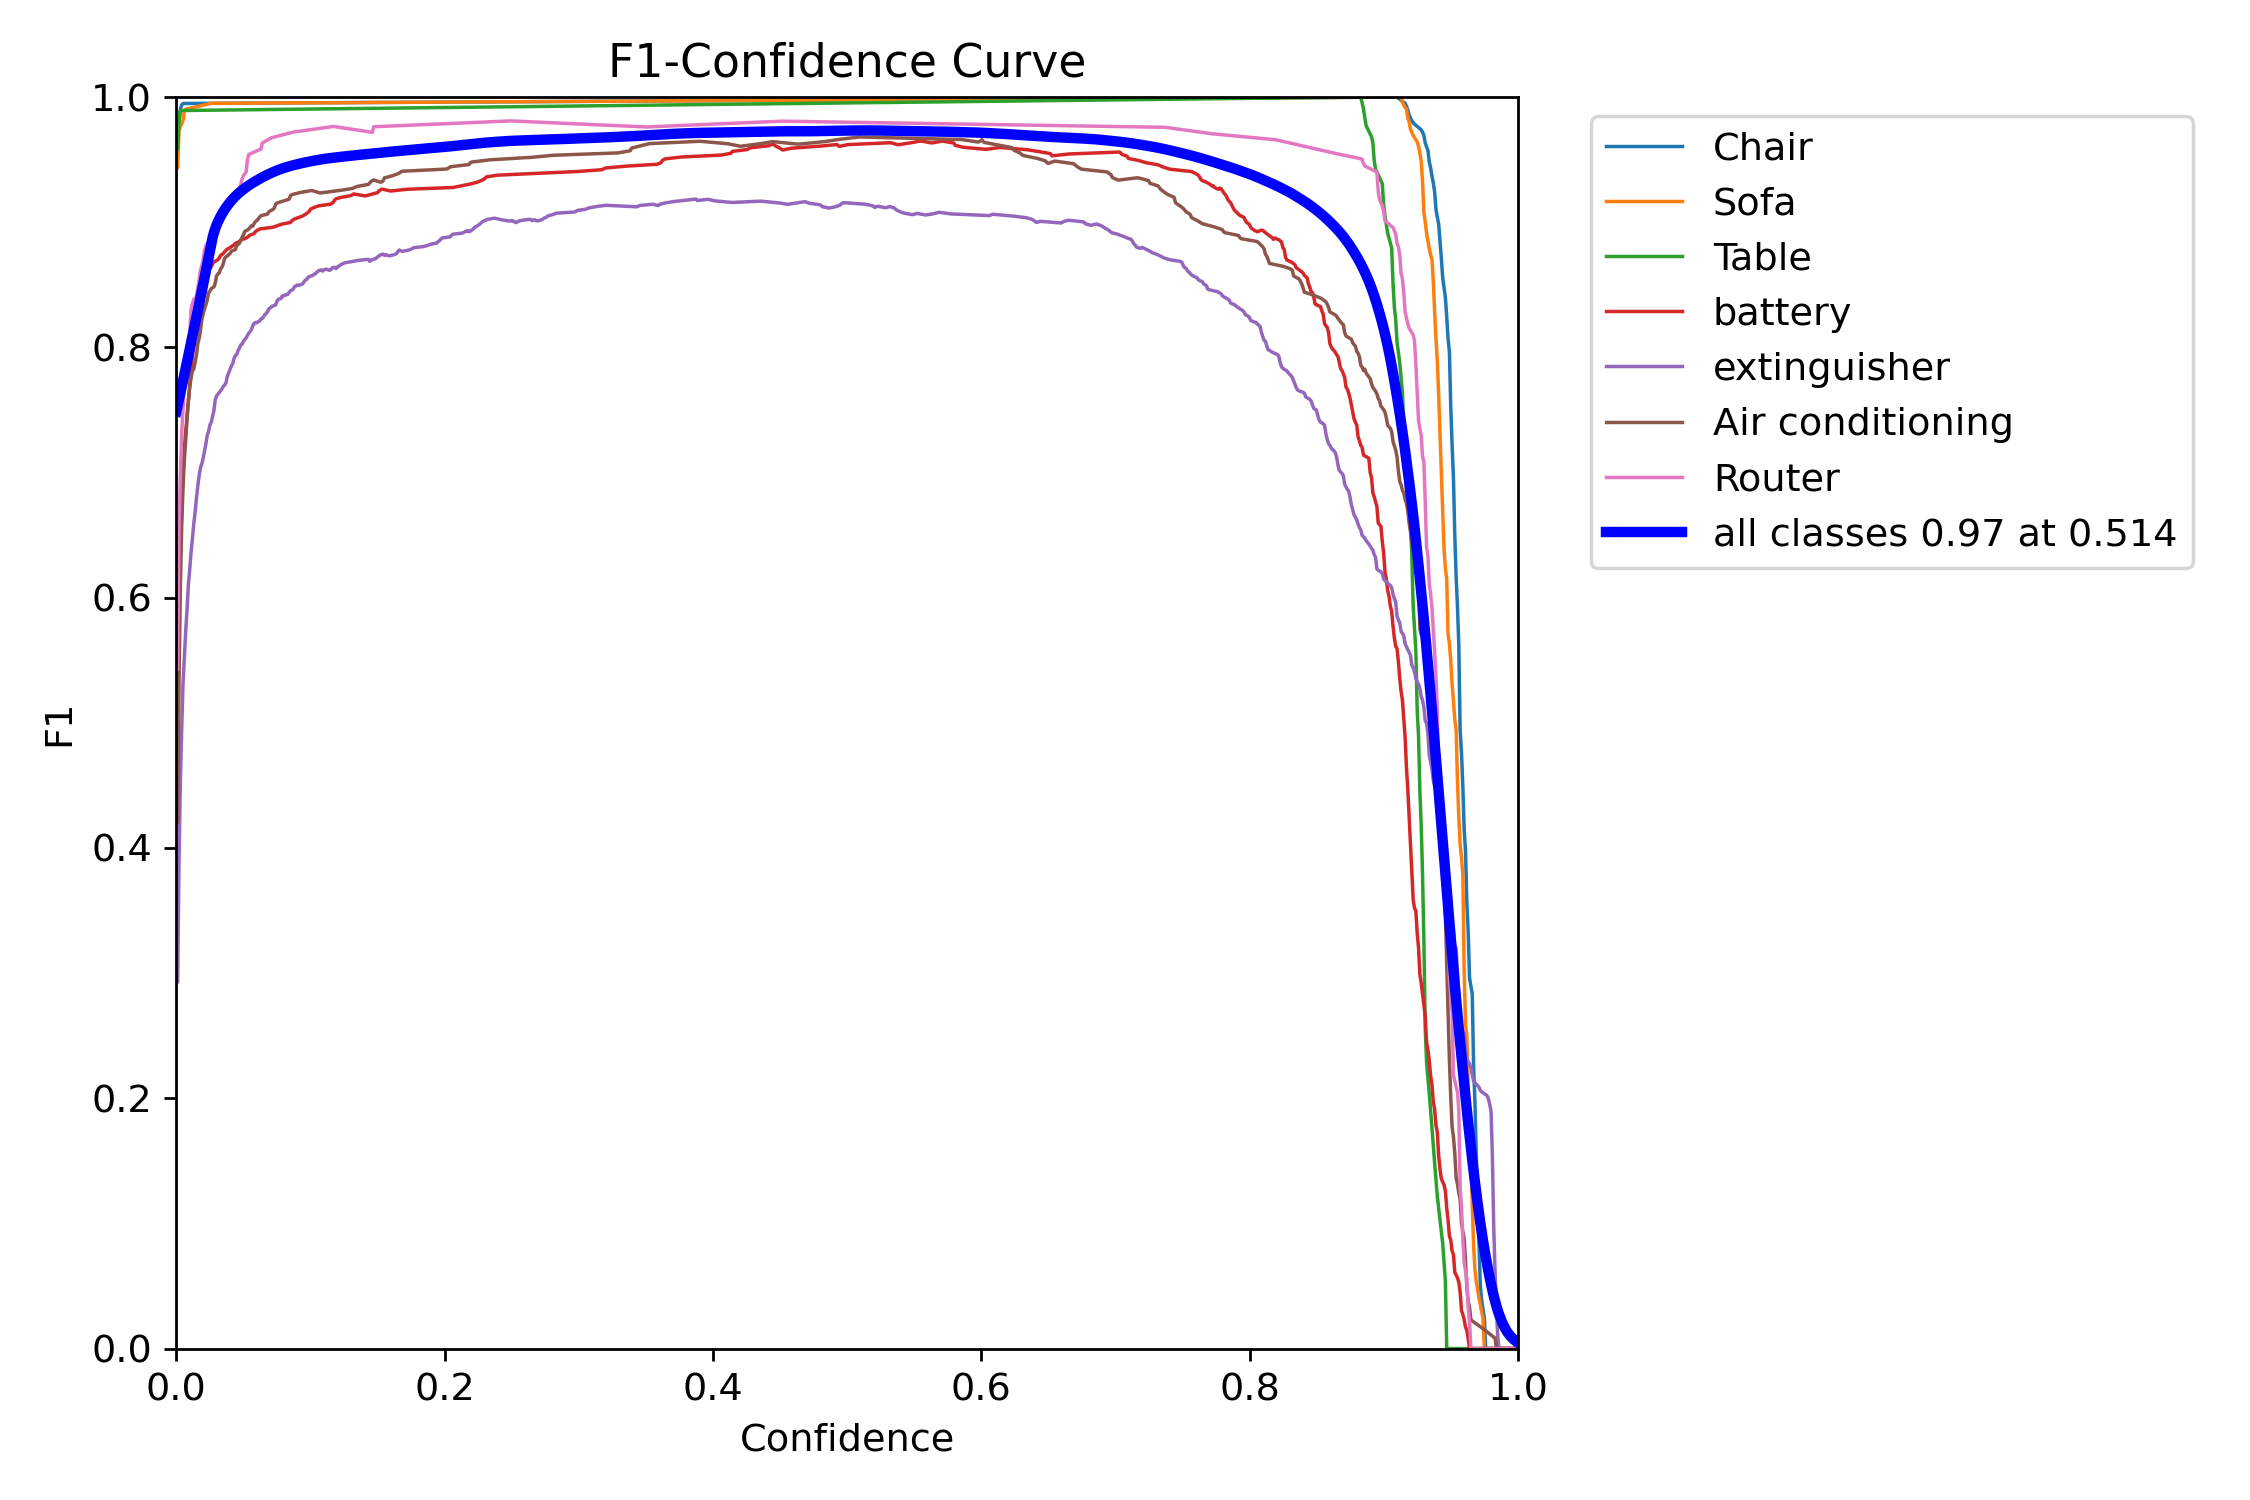 F1-Confidence Curve
1.0
0.8
0.6
0.4
0.2
0.0
F1
0.0 0.2 0.4 0.6 0.8 1.0
Confidence
Chair
Sofa
Table
battery
extinguisher
Air conditioning
Router
all classes 0.97 at 0.514